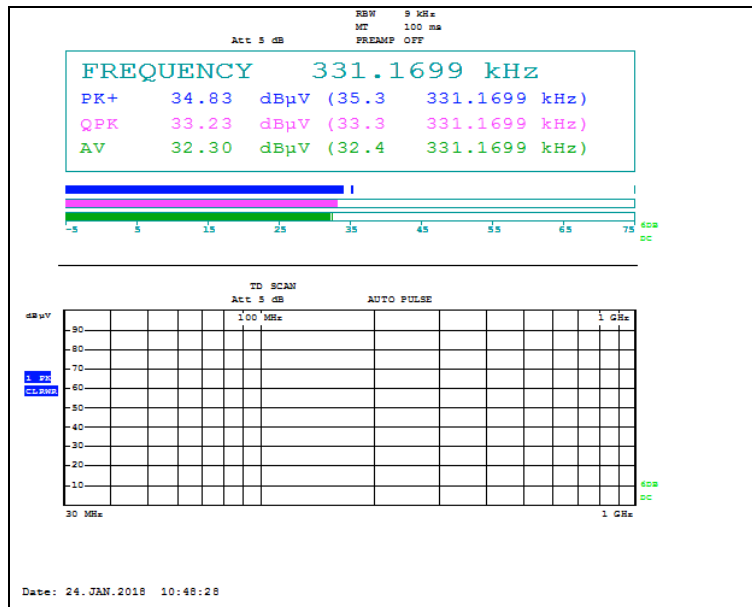 RBW 9 kHz
MT 100 ms
Att 5 dB PREAMP OFF
FREQUENCY 331.1699 kHz
PK+ 34.83 dBµV (35.3 331.1699 kHz)
QPK 33.23 dBµV (33.3 331.1699 kHz)
AV 32.30 dBµV (32.4 331.1699 kHz)
-5 5 15 25 35 45 55 65 75
6DB
DC
TD SCAN
Att 5 dB AUTO PULSE
dBµV
100 MHz 1 GHz
90
80
70
1 PK
60
CLRWR
50
40
30
20
10
6DB
DC
30 MHz 1 GHz
Date: 24.JAN.2018 10:48:28